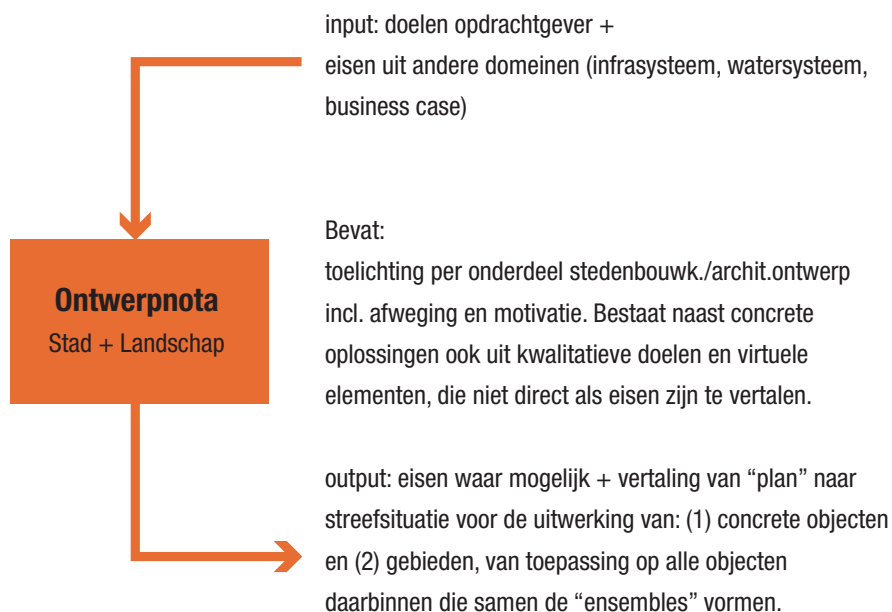 input: doelen opdrachtgever +
eisen uit andere domeinen (infrasysteem, watersysteem,
business case)
Ontwerpnota
Stad + Landschap
Bevat:
toelichting per onderdeel stedenbouwk./archit.ontwerp
incl. afweging en motivatie. Bestaat naast concrete
oplossingen ook uit kwalitatieve doelen en virtuele
elementen, die niet direct als eisen zijn te vertalen.
output: eisen waar mogelijk + vertaling van “plan” naar
streefsituatie voor de uitwerking van: (1) concrete objecten
en (2) gebieden, van toepassing op alle objecten
daarbinnen die samen de “ensembles” vormen.